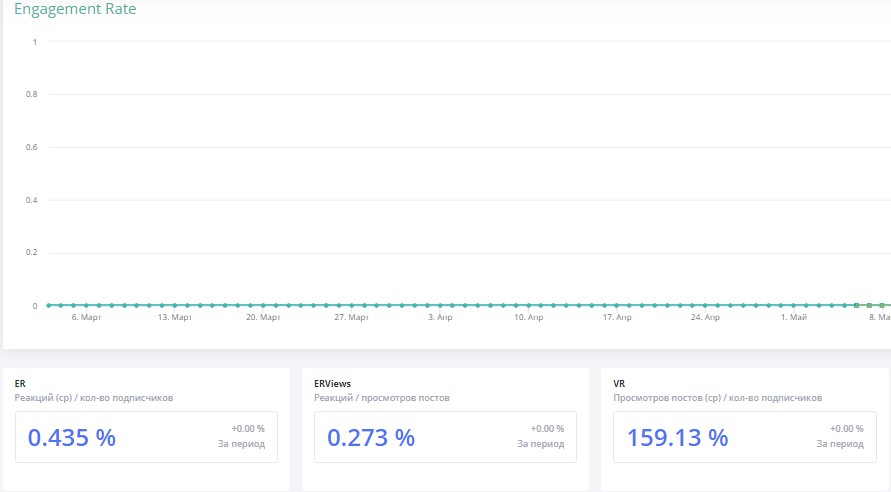 Engagement Rate
1
0.8
0.6
0.4
0.2
0
6. Март 13. Март 20. Март 27. Март 3. Апр 10. Апр 17. Апр 24. Апр 1. Май 8. Ма
ER ERViews VR
Реакций (ср) / кол-во подписчиков Реакций / просмотров постов Просмотров постов (ср) / кол-во подписчиков
0.435 % +0.00 % За период 0.273 % +0.00 % За период 159.13 % +0.00 % За период